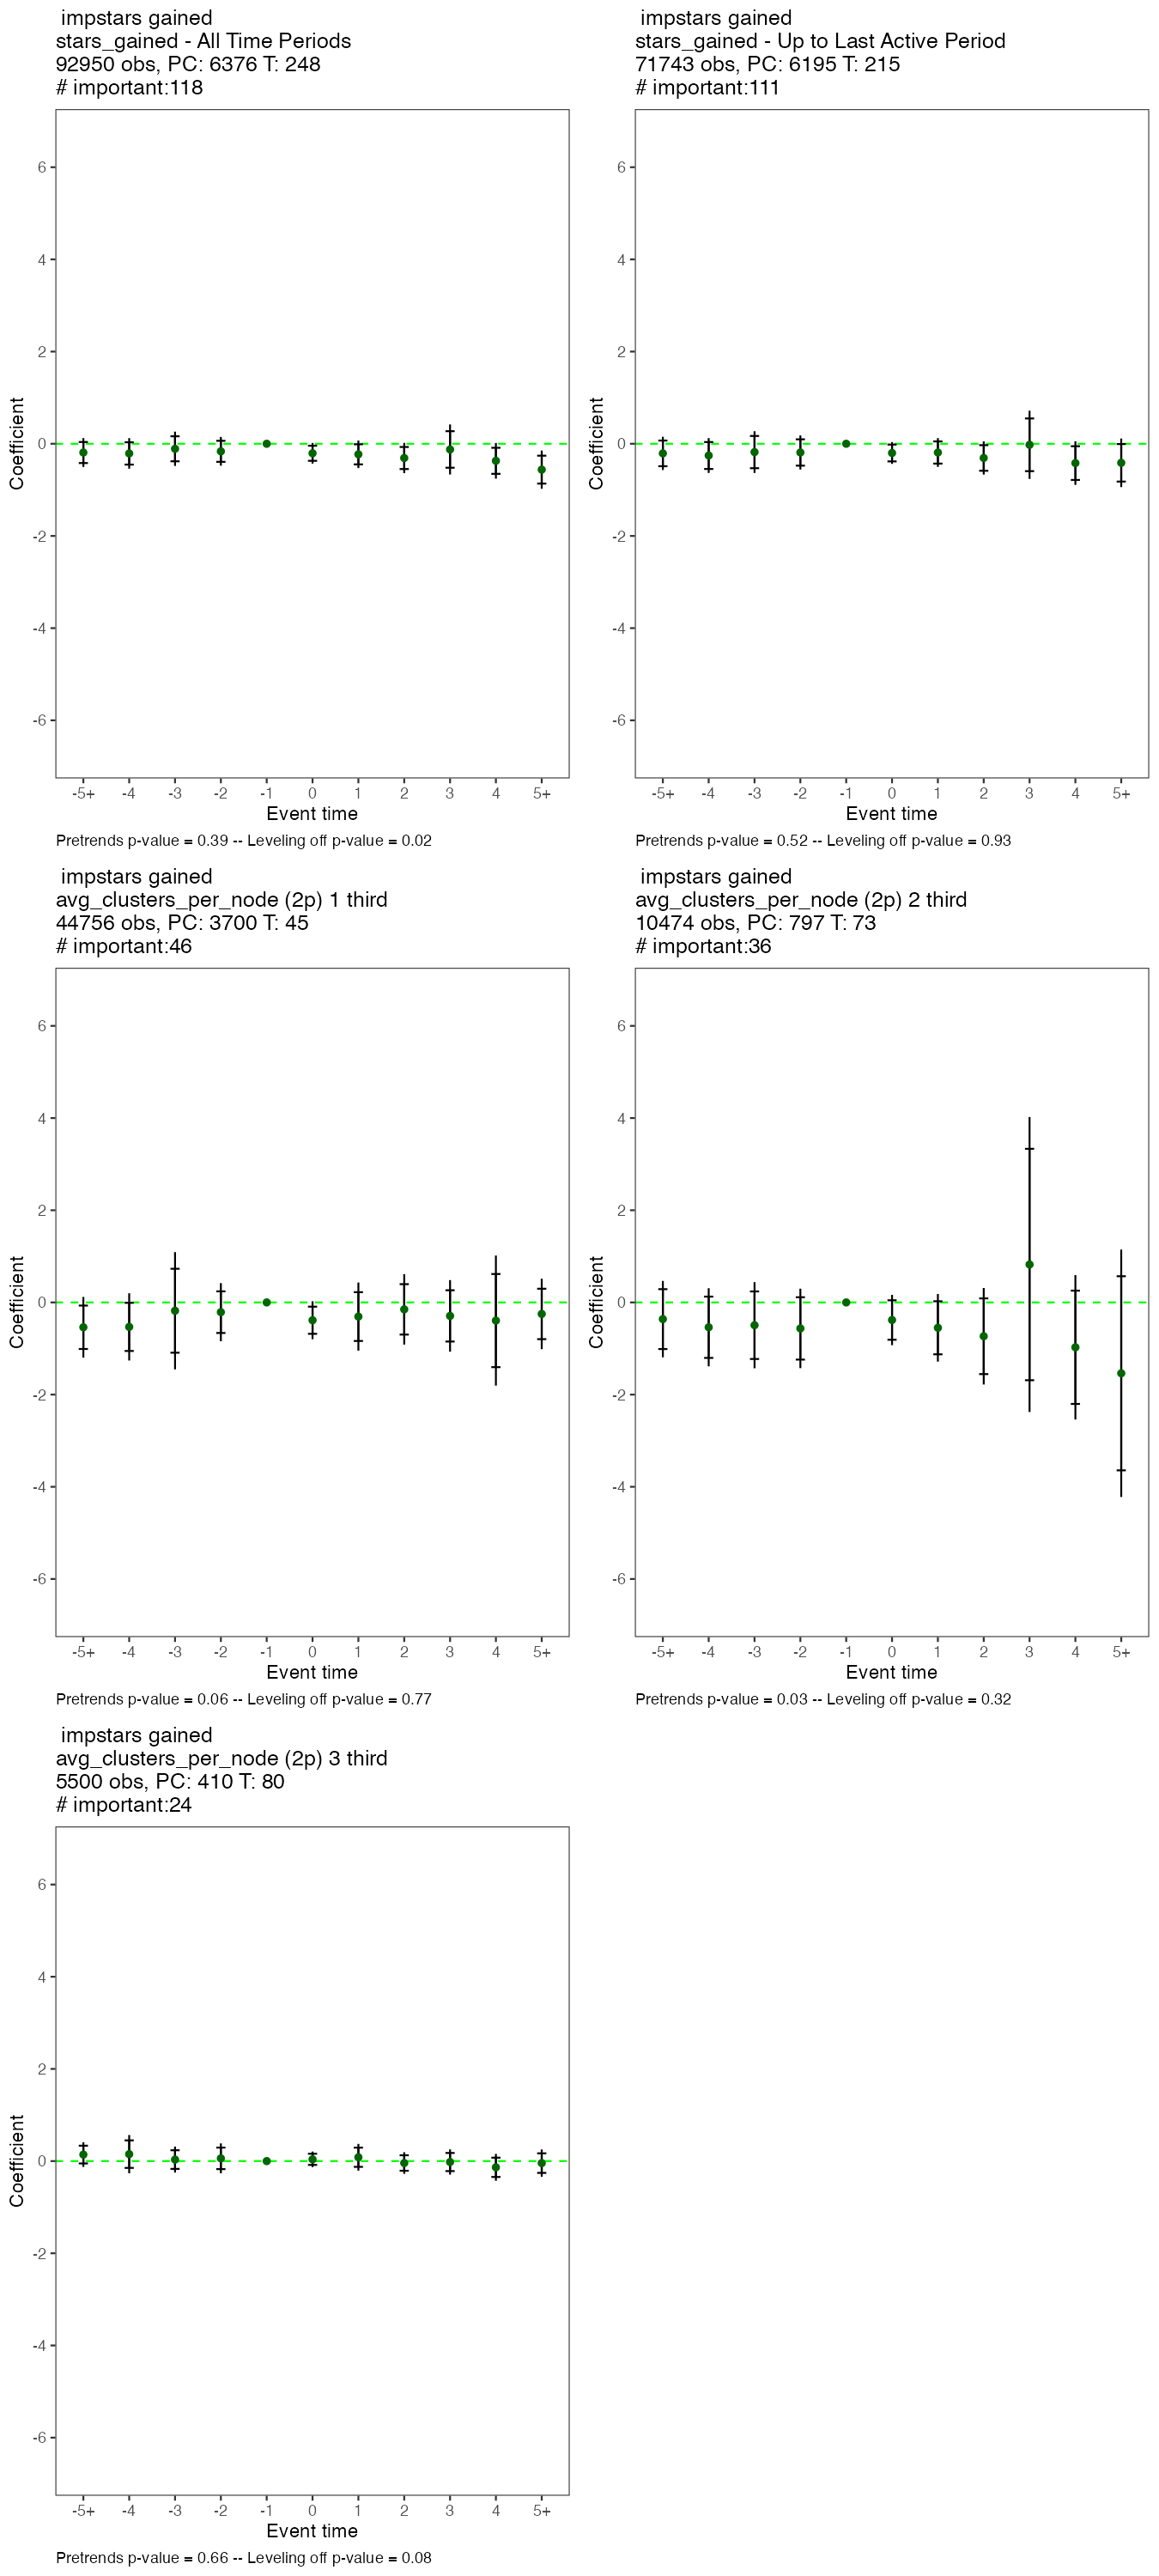 impstars gained
stars_gained - All Time Periods
92950 obs, PC: 6376 T: 248
# important:118
6
4
2
0
-2
-4
-6
Coefficient
-5+ -4 -3 -2 -1 0 1 2 3 4 5+
Event time
Pretrends p-value = 0.39 -- Leveling off p-value = 0.02
impstars gained
stars_gained - Up to Last Active Period
71743 obs, PC: 6195 T: 215
# important:111
6
4
2
0
-2
-4
-6
Coefficient
-5+ -4 -3 -2 -1 0 1 2 3 4 5+
Event time
Pretrends p-value = 0.52 -- Leveling off p-value = 0.93
impstars gained
avg_clusters_per_node (2p) 1 third
44756 obs, PC: 3700 T: 45
# important:46
6
4
2
0
-2
-4
-6
Coefficient
-5+ -4 -3 -2 -1 0 1 2 3 4 5+
Event time
Pretrends p-value = 0.06 -- Leveling off p-value = 0.77
impstars gained
avg_clusters_per_node (2p) 2 third
10474 obs, PC: 797 T: 73
# important:36
6
4
2
0
-2
-4
-6
Coefficient
-5+ -4 -3 -2 -1 0 1 2 3 4 5+
Event time
Pretrends p-value = 0.03 -- Leveling off p-value = 0.32
impstars gained
avg_clusters_per_node (2p) 3 third
5500 obs, PC: 410 T: 80
# important:24
6
4
2
0
-2
-4
-6
Coefficient
-5+ -4 -3 -2 -1 0 1 2 3 4 5+
Event time
Pretrends p-value = 0.66 -- Leveling off p-value = 0.08